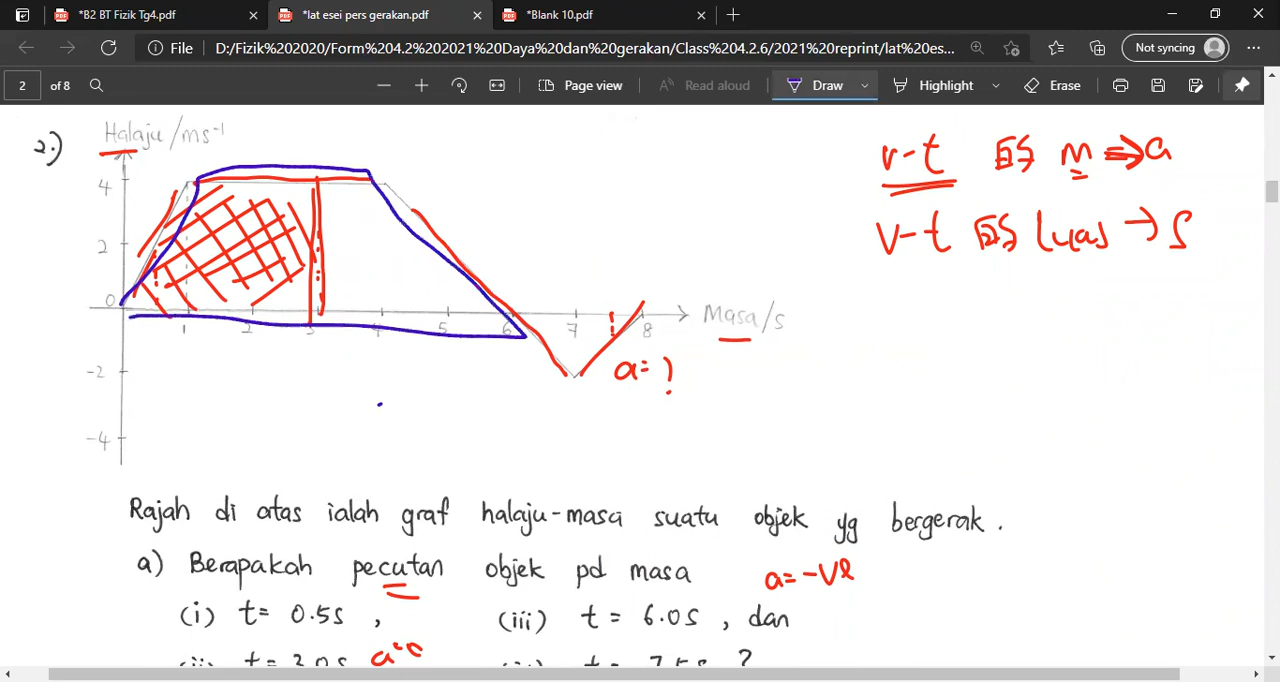 *B2 BT Fizik Tg4.pdf
*lat esei pers gerakan.pdf
*Blank 10.pdf
File
D:/Fizik%202020/Form%204.2%202021%20Daya%20dan%20gerakan/Class%204.2.6/2021%20reprint/lat%20es...
Not syncing
2
of 8
Page view
Read aloud
Draw
Highlight
Erase
2.)
Halaju /ms⁻¹
v-t m ⇒ a
v-t luas → s
4
2
0
1 2 3 4 5 6 7 8
Masa/s
-2
a= ?
-4
Rajah di atas ialah graf halaju-masa suatu objek yg bergerak.
a) Berapakah pecutan objek pd masa
a= -ve
(i) t= 0.5s , (iii) t= 6.0s , dan